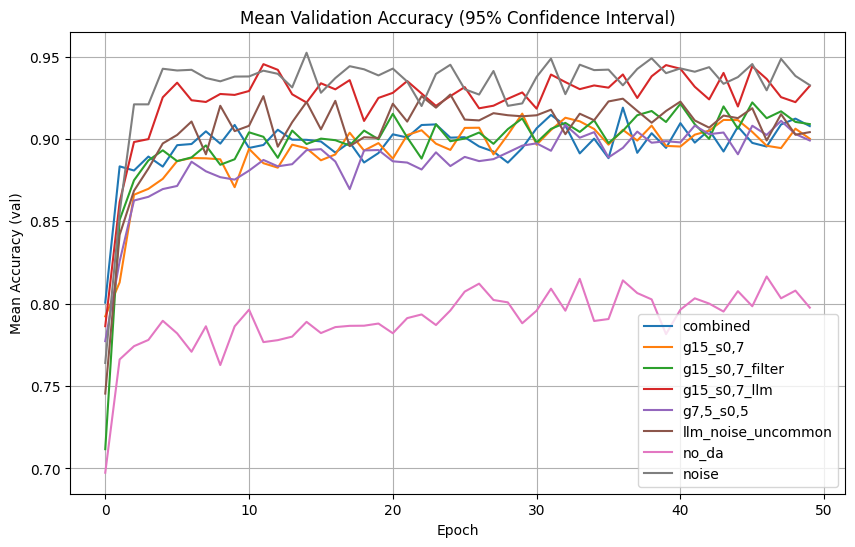 Mean Validation Accuracy (95% Confidence Interval)
Mean Accuracy (val)
0.95
0.90
0.85
0.80
0.75
0.70
0 10 20 30 40 50
Epoch
combined
g15_s0,7
g15_s0,7_filter
g15_s0,7_llm
g7,5_s0,5
llm_noise_uncommon
no_da
noise